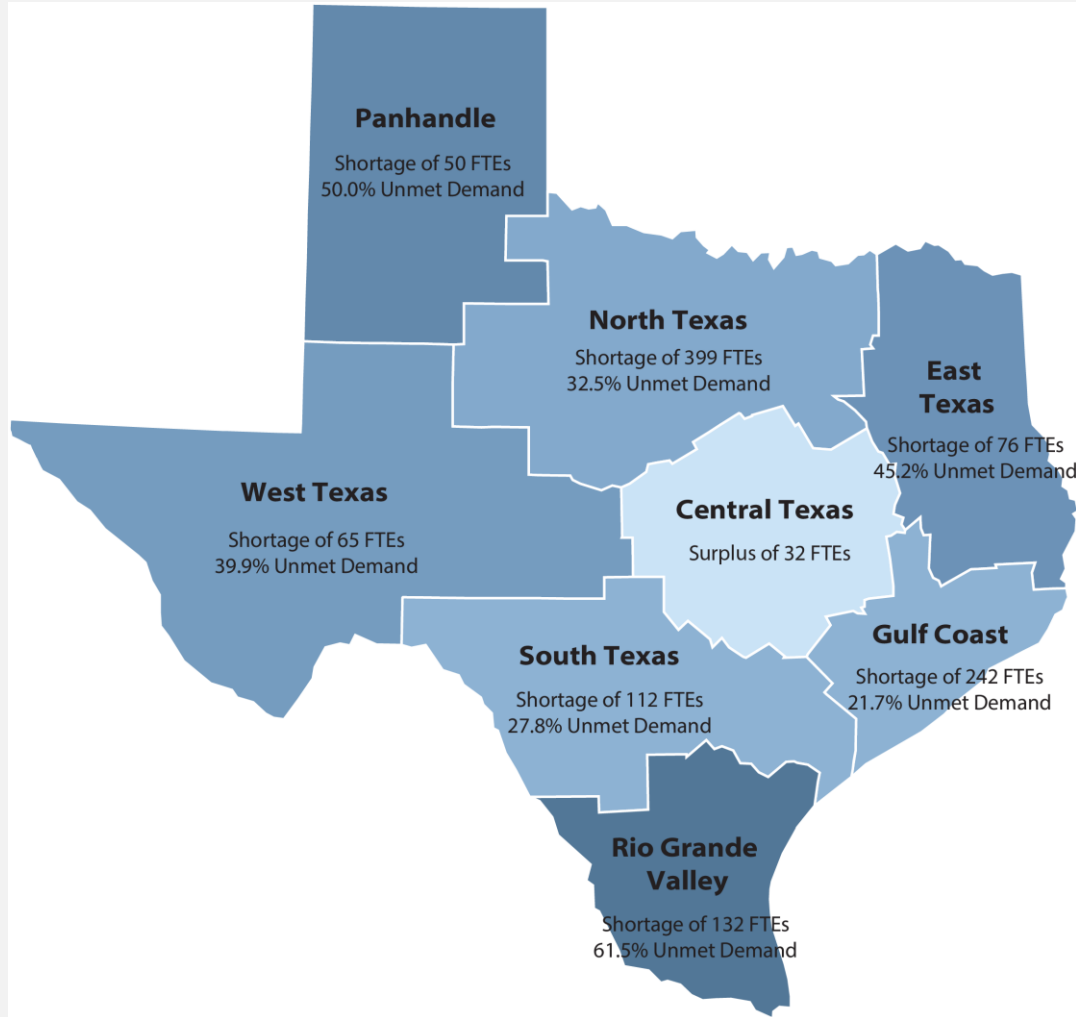 Panhandle
Shortage of 50 FTEs
50.0% Unmet Demand
North Texas
Shortage of 399 FTEs
32.5% Unmet Demand
East
Texas
Shortage of 76 FTEs
45.2% Unmet Demand
West Texas
Shortage of 65 FTEs
39.9% Unmet Demand
Central Texas
Surplus of 32 FTEs
Gulf Coast
Shortage of 242 FTEs
21.7% Unmet Demand
South Texas
Shortage of 112 FTEs
27.8% Unmet Demand
Rio Grande
Valley
Shortage of 132 FTEs
61.5% Unmet Demand